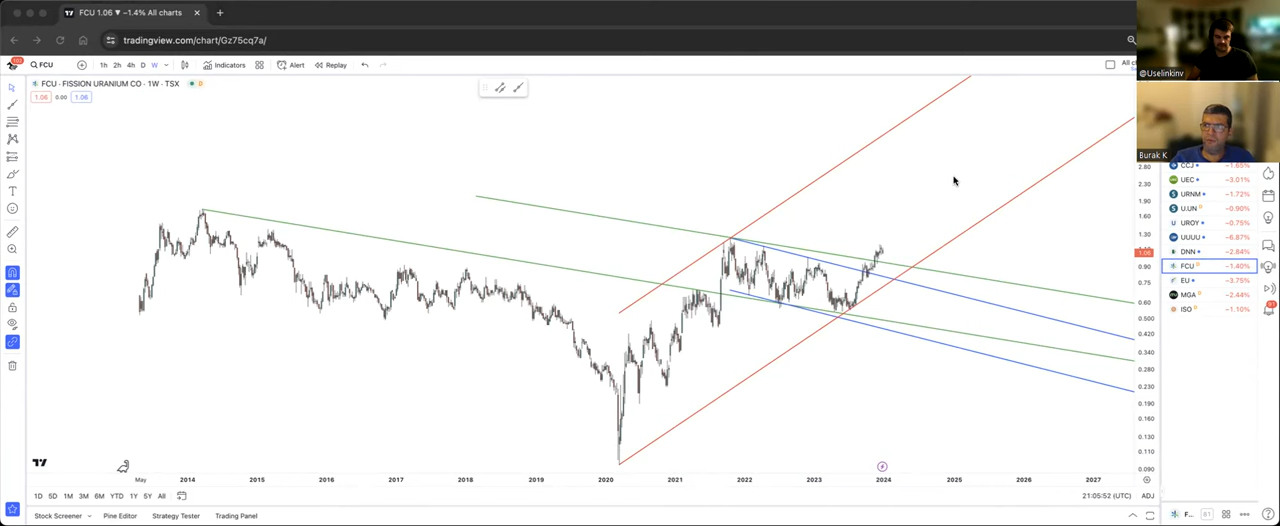 FCU 1.06 ▼ −1.4% All charts
tradingview.com/chart/Gz75cq7a/
FCU
1h 2h 4h D W
Indicators
Alert
Replay
All c
FCU · FISSION URANIUM CO · 1W · TSX
D
1.06 0.00 1.06
@Uselinkinv
Burak K
CCJ −1.65%
UEC −3.01%
URNM −1.72%
U.UN −0.90%
UROY −0.75%
UUUU −6.87%
DNN −2.84%
FCU −1.40%
EU −3.75%
MGA −2.44%
ISO −1.10%
2.80
2.30
1.90
1.60
1.30
1.06
0.90
0.75
0.60
0.500
0.420
0.340
0.280
0.230
0.190
0.160
0.130
0.110
0.090
May 2014 2015 2016 2017 2018 2019 2020 2021 2022 2023 2024 2025 2026 2027
1D 5D 1M 3M 6M YTD 1Y 5Y All
21:05:52 (UTC) ADJ
Stock Screener Pine Editor Strategy Tester Trading Panel
F...
81